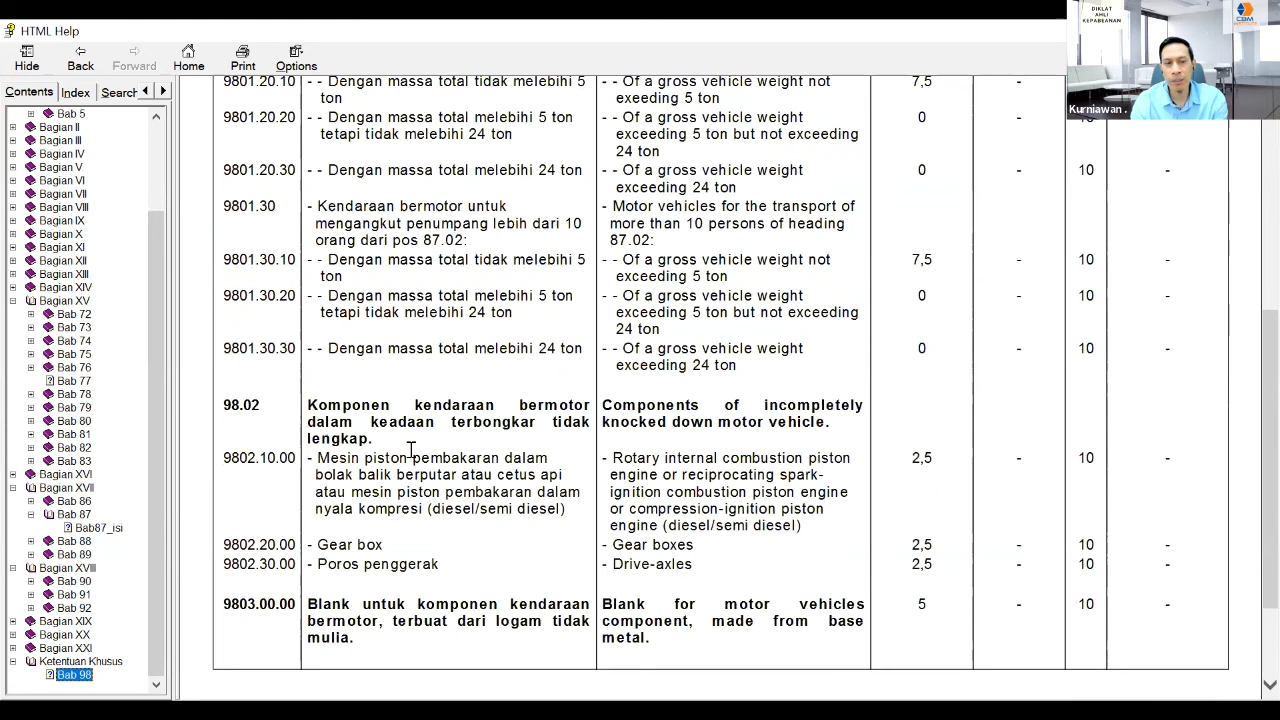 HTML Help
Hide
Back
Forward
Home
Print
Options
Contents
Index
Search
Bab 5
Bagian II
Bagian III
Bagian IV
Bagian V
Bagian VI
Bagian VII
Bagian VIII
Bagian IX
Bagian X
Bagian XI
Bagian XII
Bagian XIII
Bagian XIV
Bagian XV
Bab 72
Bab 73
Bab 74
Bab 75
Bab 76
Bab 77
Bab 78
Bab 79
Bab 80
Bab 81
Bab 82
Bab 83
Bagian XVI
Bagian XVII
Bab 86
Bab 87
Bab87_isi
Bab 88
Bab 89
Bagian XVIII
Bab 90
Bab 91
Bab 92
Bagian XIX
Bagian XX
Bagian XXI
Ketentuan Khusus
Bab 98
9801.20.10 - - Dengan massa total tidak melebihi 5 - - Of a gross vehicle weight not 7,5 -
ton exeeding 5 ton
9801.20.20 - - Dengan massa total melebihi 5 ton - - Of a gross vehicle weight 0 - 10 -
tetapi tidak melebihi 24 ton exceeding 5 ton but not exceeding
24 ton
9801.20.30 - - Dengan massa total melebihi 24 ton - - Of a gross vehicle weight 0 - 10 -
exceeding 24 ton
9801.30 - Kendaraan bermotor untuk - Motor vehicles for the transport of
mengangkut penumpang lebih dari 10 more than 10 persons of heading
orang dari pos 87.02: 87.02:
9801.30.10 - - Dengan massa total tidak melebihi 5 - - Of a gross vehicle weight not 7,5 - 10 -
ton exceeding 5 ton
9801.30.20 - - Dengan massa total melebihi 5 ton - - Of a gross vehicle weight 0 - 10 -
tetapi tidak melebihi 24 ton exceeding 5 ton but not exceeding
24 ton
9801.30.30 - - Dengan massa total melebihi 24 ton - - Of a gross vehicle weight 0 - 10 -
exceeding 24 ton
98.02 Komponen kendaraan bermotor Components of incompletely
dalam keadaan terbongkar tidak knocked down motor vehicle.
lengkap.
9802.10.00 - Mesin piston pembakaran dalam - Rotary internal combustion piston 2,5 - 10 -
bolak balik berputar atau cetus api engine or reciprocating spark-
atau mesin piston pembakaran dalam ignition combustion piston engine
nyala kompresi (diesel/semi diesel) or compression-ignition piston
engine (diesel/semi diesel)
9802.20.00 - Gear box - Gear boxes 2,5 - 10 -
9802.30.00 - Poros penggerak - Drive-axles 2,5 - 10 -
9803.00.00 Blank untuk komponen kendaraan Blank for motor vehicles 5 - 10 -
bermotor, terbuat dari logam tidak component, made from base
mulia. metal.
DIKLAT
AHLI
KEPABEANAN
CBM
INSTITUTE
Kurniawan .